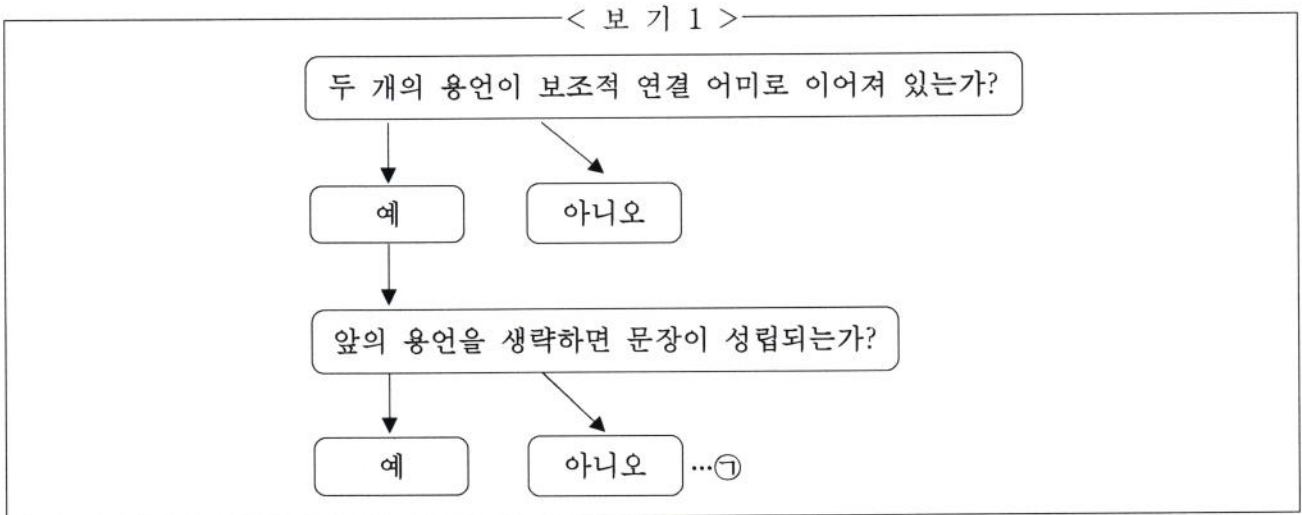 < 보 기 1 >
두 개의 용언이 보조적 연결 어미로 이어져 있는가?
예
아니오
앞의 용언을 생략하면 문장이 성립되는가?
예
아니오 …㉠